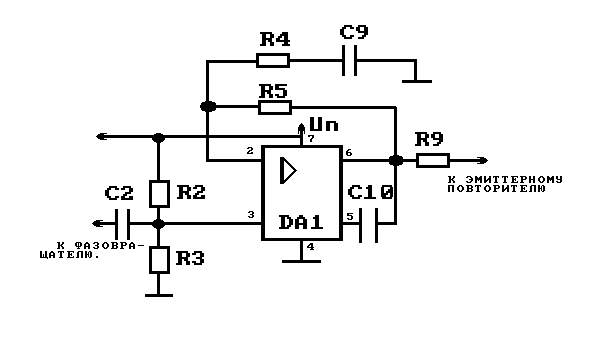 C9
R4
R5
Uп
7
2
6
R9
К ЭМИТТЕРНОМУ
ПОВТОРИТЕЛЮ
C2
R2
C10
3
DA1
5
К ФАЗОВРА-
ЩАТЕЛЮ.
4
R3